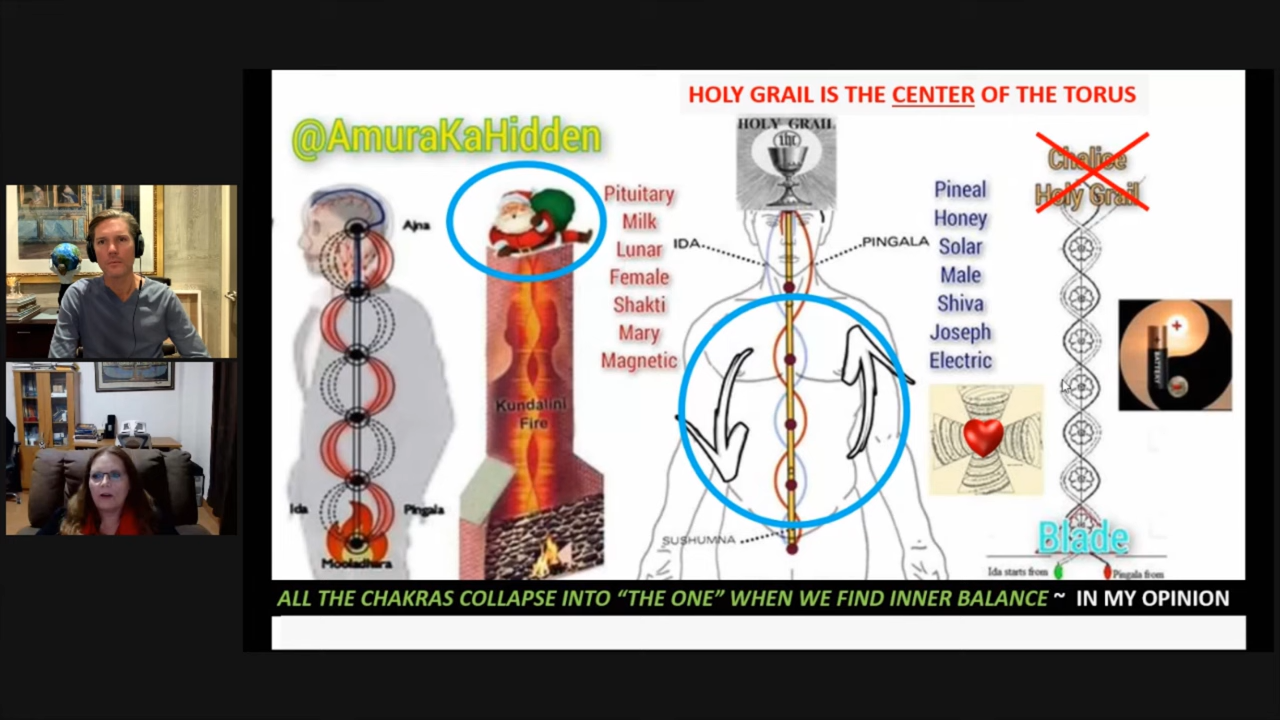 HOLY GRAIL IS THE CENTER OF THE TORUS
@AmuraKaHidden
Ajna
Ida
Pingala
Mooladhara
Kundalini
Fire
Pituitary
Milk
Lunar
Female
Shakti
Mary
Magnetic
HOLY GRAIL
ihc
IDA
PINGALA
SUSHUMNA
Pineal
Honey
Solar
Male
Shiva
Joseph
Electric
Chalice
Holy Grail
BATTERY
Blade
Ida starts from
Pingala from
ALL THE CHAKRAS COLLAPSE INTO “THE ONE” WHEN WE FIND INNER BALANCE ~ IN MY OPINION